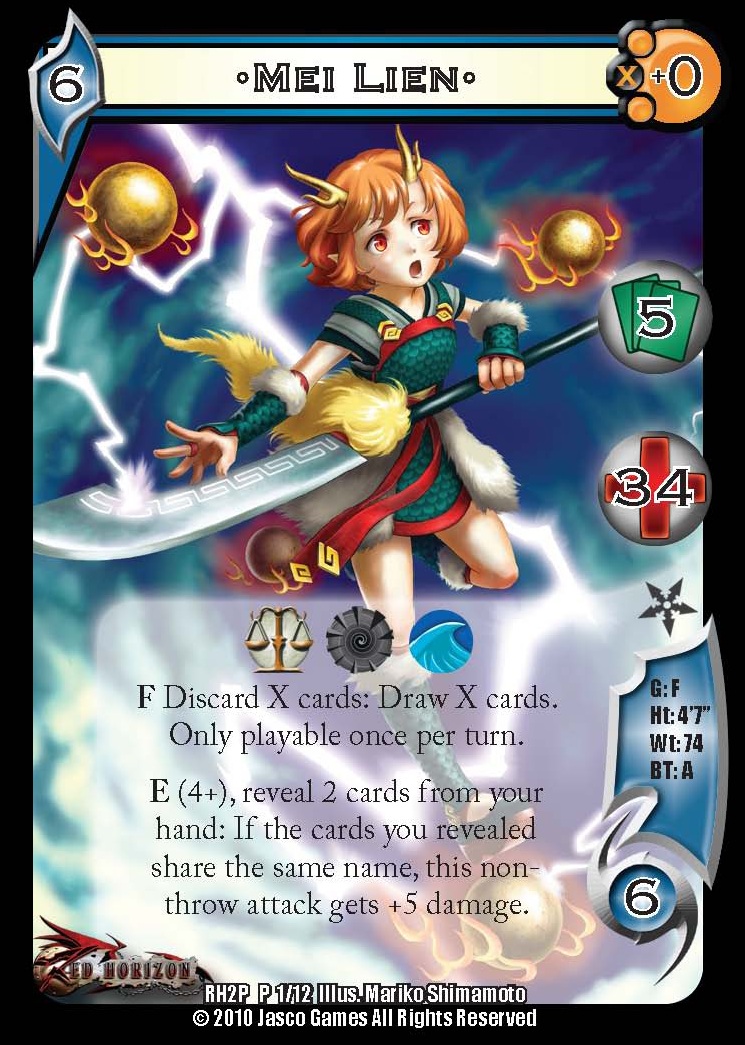 6
•MEI LIEN•
X +0
5
34
F Discard X cards: Draw X cards.
Only playable once per turn.
E (4+), reveal 2 cards from your
hand: If the cards you revealed
share the same name, this non-
throw attack gets +5 damage.
G: F
Ht: 4'7"
Wt: 74
BT: A
6
RED HORIZON
RH2P P 1/12 Illus. Mariko Shimamoto
© 2010 Jasco Games All Rights Reserved